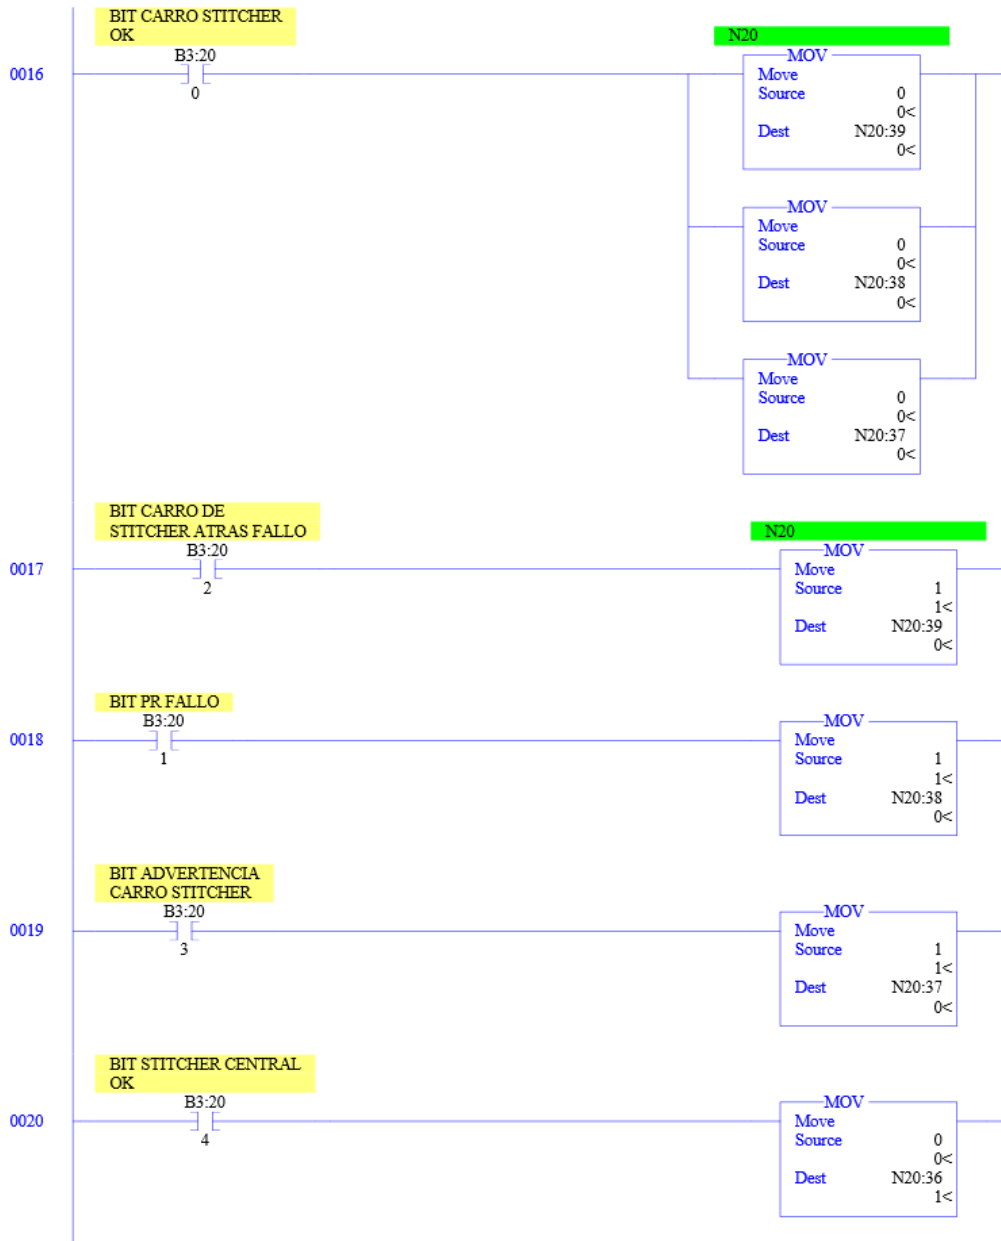 BIT CARRO STITCHER
OK
B3:20
0
0016
N20
MOV
Move
Source 0
0<
Dest N20:39
0<
MOV
Move
Source 0
0<
Dest N20:38
0<
MOV
Move
Source 0
0<
Dest N20:37
0<
BIT CARRO DE
STITCHER ATRAS FALLO
B3:20
2
0017
N20
MOV
Move
Source 1
1<
Dest N20:39
0<
BIT PR FALLO
B3:20
1
0018
MOV
Move
Source 1
1<
Dest N20:38
0<
BIT ADVERTENCIA
CARRO STITCHER
B3:20
3
0019
MOV
Move
Source 1
1<
Dest N20:37
0<
BIT STITCHER CENTRAL
OK
B3:20
4
0020
MOV
Move
Source 0
0<
Dest N20:36
1<